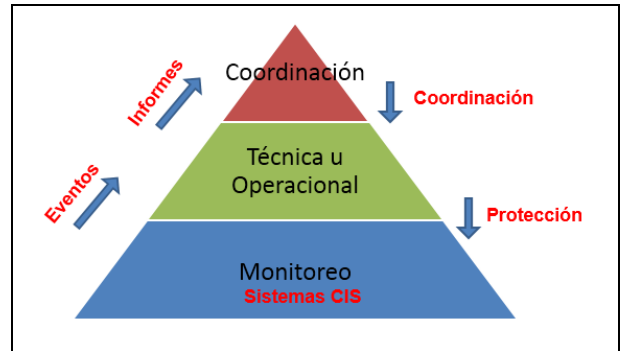 Coordinación
Informes
Coordinación
Técnica u
Operacional
Eventos
Protección
Monitoreo
Sistemas CIS